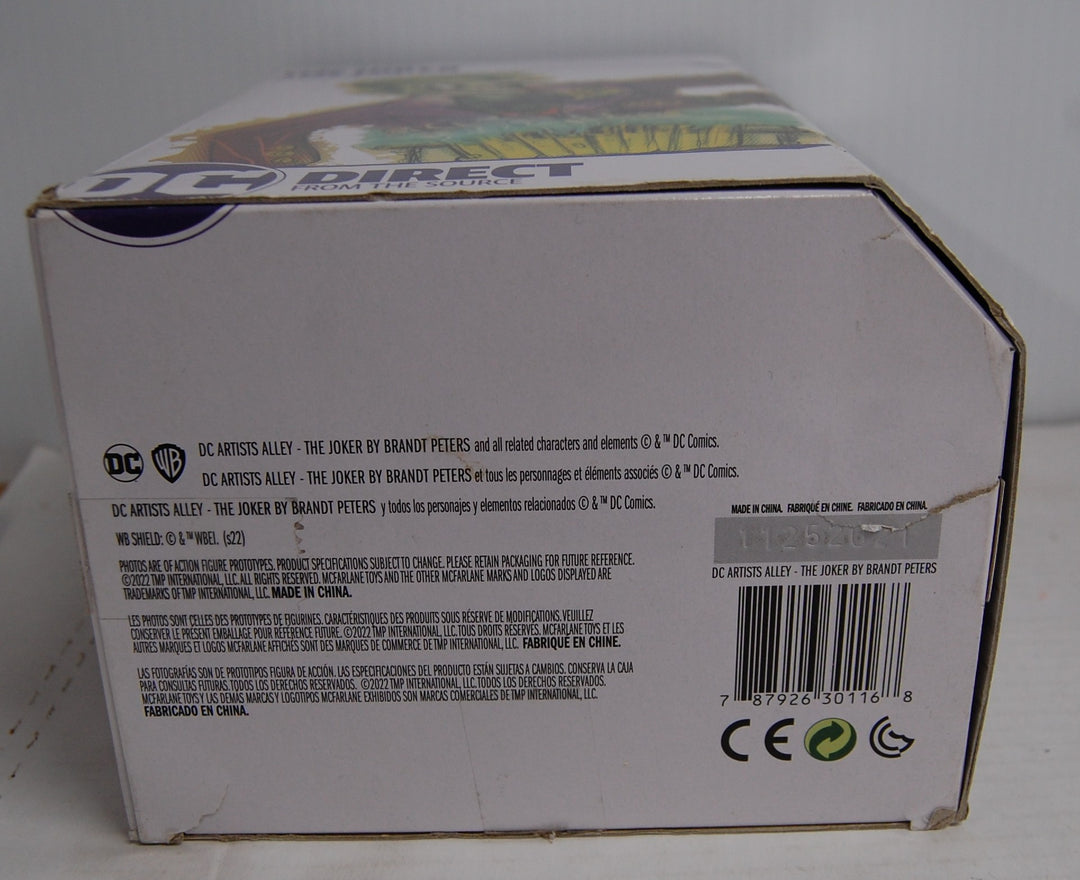 DC DIRECT
FROM THE SOURCE
DC WB DC ARTISTS ALLEY - THE JOKER BY BRANDT PETERS and all related characters and elements © & ™ DC Comics.
DC ARTISTS ALLEY - THE JOKER BY BRANDT PETERS et tous les personnages et éléments associés © & ™ DC Comics.
DC ARTISTS ALLEY - THE JOKER BY BRANDT PETERS y todos los personajes y elementos relacionados © & ™ DC Comics.
WB SHIELD: © & ™ WBEI. (s22)
PHOTOS ARE OF ACTION FIGURE PROTOTYPES. PRODUCT SPECIFICATIONS SUBJECT TO CHANGE. PLEASE RETAIN PACKAGING FOR FUTURE REFERENCE.
©2022 TMP INTERNATIONAL, LLC. ALL RIGHTS RESERVED. MCFARLANE TOYS AND THE OTHER MCFARLANE MARKS AND LOGOS DISPLAYED ARE
TRADEMARKS OF TMP INTERNATIONAL, LLC. MADE IN CHINA.
LES PHOTOS SONT CELLES DES PROTOTYPES DE FIGURINES. CARACTÉRISTIQUES DES PRODUITS SOUS RÉSERVE DE MODIFICATIONS. VEUILLEZ
CONSERVER LE PRÉSENT EMBALLAGE POUR RÉFÉRENCE FUTURE. ©2022 TMP INTERNATIONAL, LLC. TOUS DROITS RÉSERVÉS. MCFARLANE TOYS ET LES
AUTRES MARQUES ET LOGOS MCFARLANE AFFICHÉS SONT DES MARQUES DE COMMERCE DE TMP INTERNATIONAL, LLC. FABRIQUÉ EN CHINE.
LAS FOTOGRAFÍAS SON DE PROTOTIPOS FIGURA DE ACCIÓN. LAS ESPECIFICACIONES DEL PRODUCTO ESTÁN SUJETAS A CAMBIOS. CONSERVA LA CAJA
PARA CONSULTAS FUTURAS. TODOS LOS DERECHOS RESERVADOS. ©2022 TMP INTERNATIONAL, LLC. TODOS LOS DERECHOS RESERVADOS.
MCFARLANE TOYS Y LAS DEMAS MARCAS Y LOGOTIPOS MCFARLANE EXHIBIDOS SON MARCAS COMERCIALES DE TMP INTERNATIONAL, LLC.
FABRICADO EN CHINA.
MADE IN CHINA. FABRIQUÉ EN CHINE. FABRICADO EN CHINA.
11252021
DC ARTISTS ALLEY - THE JOKER BY BRANDT PETERS
7 87926 30116 8
CE